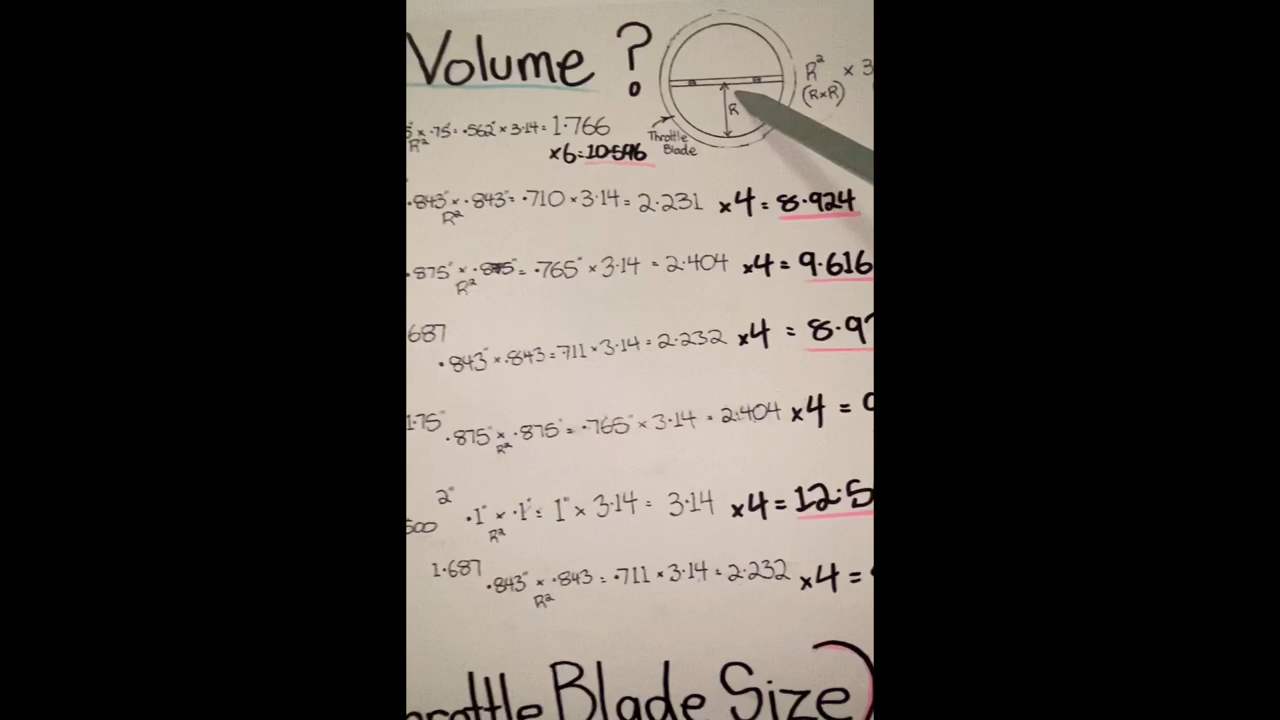 Volume ?
R² × 3
(R×R)
R
Throttle
Blade
5" × .75" = .562" × 3.14 = 1.766
R²
×6 = 10.596
.843" × .843" = .710 × 3.14 = 2.231 ×4 = 8.924
R²
.875" × .875" = .765" × 3.14 = 2.404 ×4 = 9.616
R²
687
.843" × .843 = 711 × 3.14 = 2.232 ×4 = 8.9
1.75"
.875" × .875" = .765" × 3.14 = 2.404 ×4 =
R²
2"
500
.1" × .1" = 1" × 3.14 = 3.14 ×4 = 12.5
R²
1.687
.843" × .843 = .711 × 3.14 = 2.232 ×4 =
R²
rottle Blade Size)